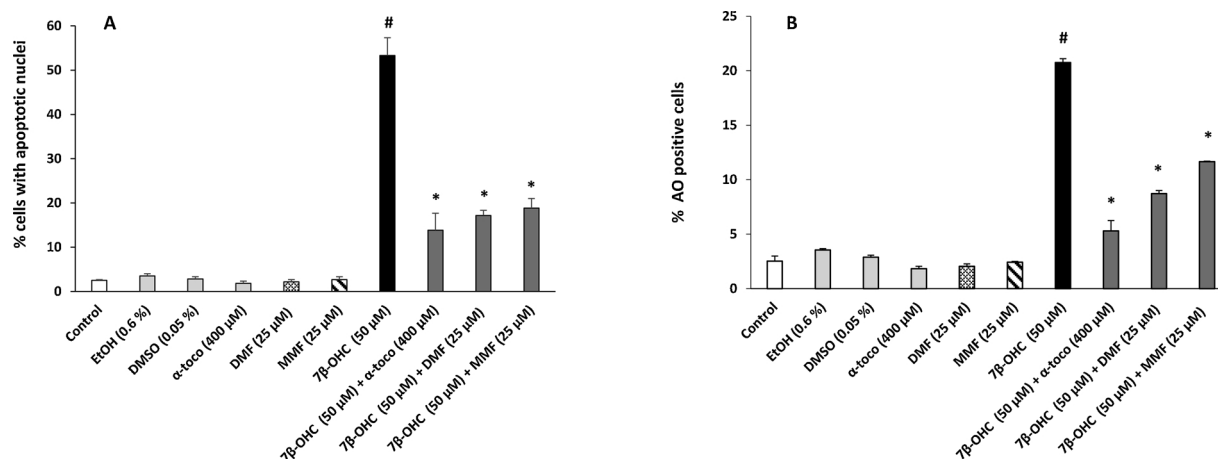 A
% cells with apoptotic nuclei
60
50
40
30
20
10
0
#
*
*
*
Control
EtOH (0.6 %)
DMSO (0.05 %)
α-toco (400 µM)
DMF (25 µM)
MMF (25 µM)
7β-OHC (50 µM)
7β-OHC (50 µM) + α-toco (400 µM)
7β-OHC (50 µM) + DMF (25 µM)
7β-OHC (50 µM) + MMF (25 µM)
B
% AO positive cells
25
20
15
10
5
0
#
*
*
*
Control
EtOH (0.6 %)
DMSO (0.05 %)
α-toco (400 µM)
DMF (25 µM)
MMF (25 µM)
7β-OHC (50 µM)
7β-OHC (50 µM) + α-toco (400 µM)
7β-OHC (50 µM) + DMF (25 µM)
7β-OHC (50 µM) + MMF (25 µM)